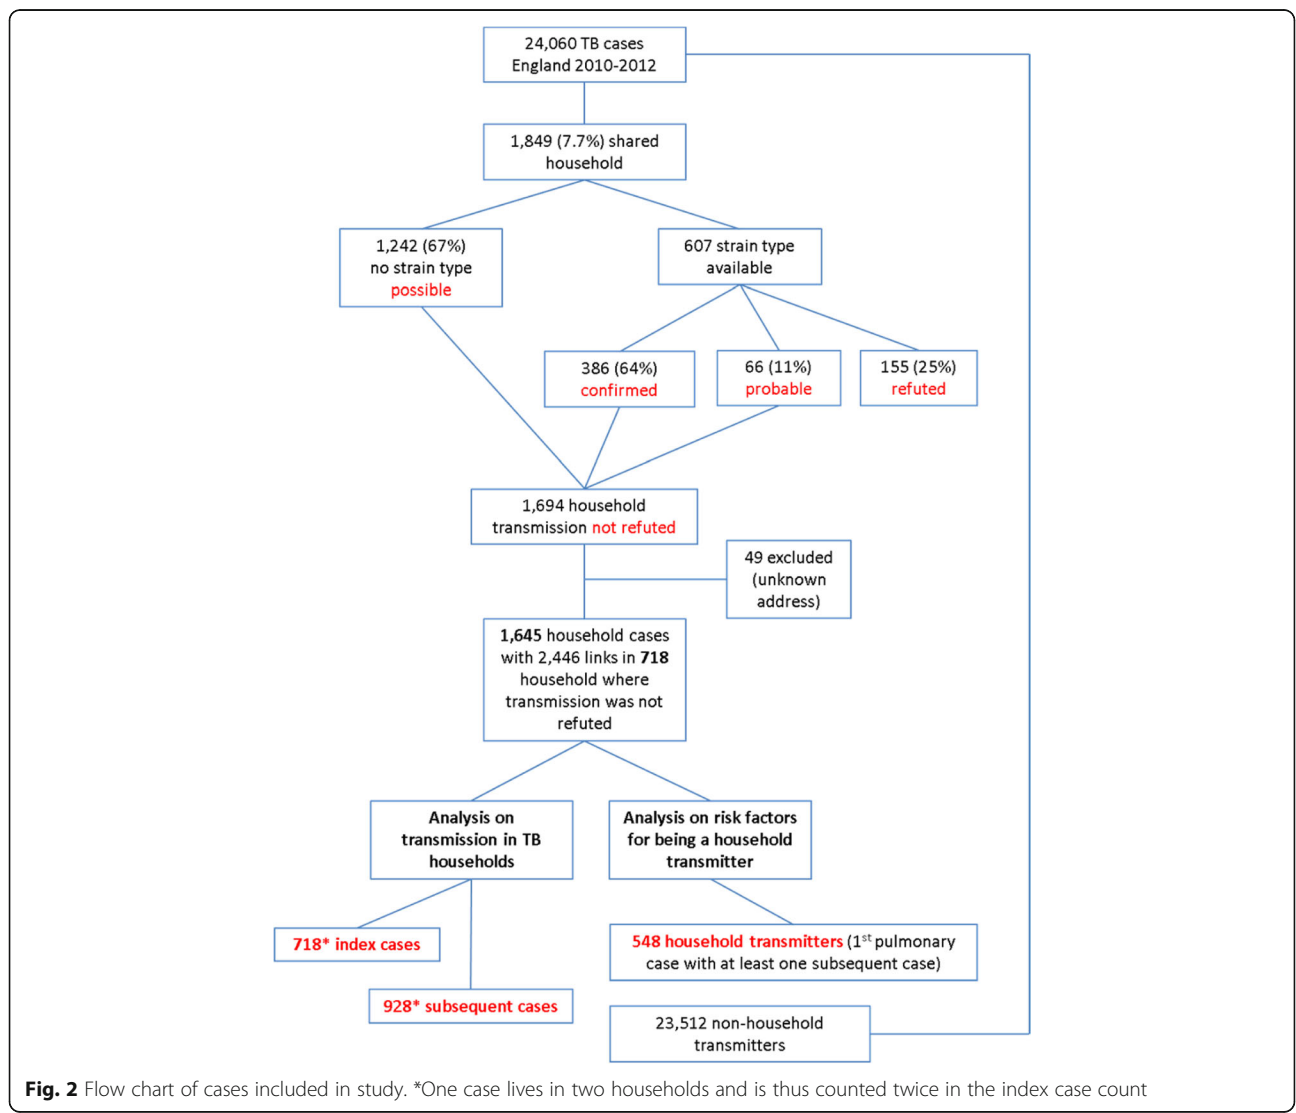 24,060 TB cases
England 2010-2012
1,849 (7.7%) shared
household
1,242 (67%)
no strain type
possible
607 strain type
available
386 (64%)
confirmed
66 (11%)
probable
155 (25%)
refuted
1,694 household
transmission not refuted
49 excluded
(unknown
address)
1,645 household cases
with 2,446 links in 718
household where
transmission was not
refuted
Analysis on
transmission in TB
households
Analysis on risk factors
for being a household
transmitter
718* index cases
548 household transmitters (1st pulmonary
case with at least one subsequent case)
928* subsequent cases
23,512 non-household
transmitters
Fig. 2 Flow chart of cases included in study. *One case lives in two households and is thus counted twice in the index case count